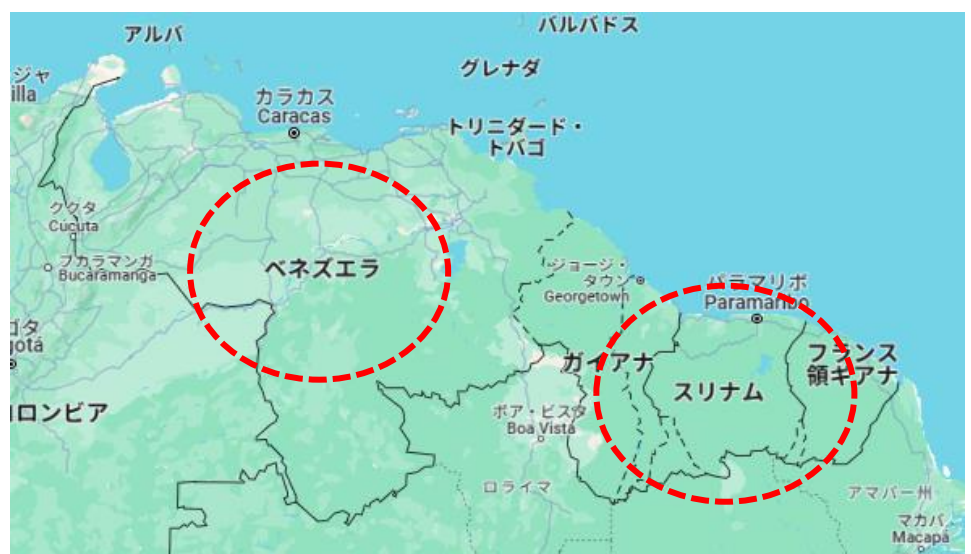 アルバ
バルバドス
グレナダ
ジャ
illa
カラカス
Caracas
トリニダード・
トバゴ
ククタ
Cúcuta
ブカラマンガ
Bucaramanga
ベネズエラ
ジョージ・
タウン
Georgetown
パラマリボ
Paramaribo
ゴタ
gotá
ガイアナ
スリナム
フランス
領ギアナ
コロンビア
ボア・ビスタ
Boa Vista
ロライマ
アマパー州
マカパ
Macapá